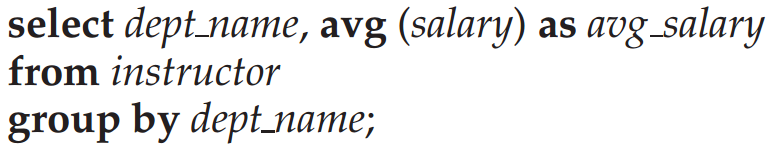 select dept_name, avg (salary) as avg_salary
from instructor
group by dept_name;